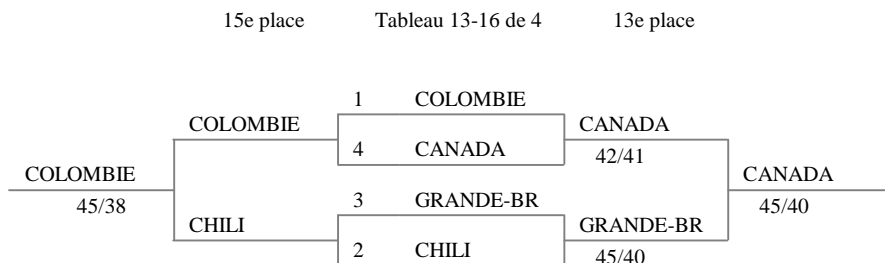 15e place Tableau 13-16 de 4 13e place
1 COLOMBIE
COLOMBIE CANADA
4 CANADA 42/41
COLOMBIE CANADA
45/38 3 GRANDE-BR 45/40
CHILI GRANDE-BR
2 CHILI 45/40